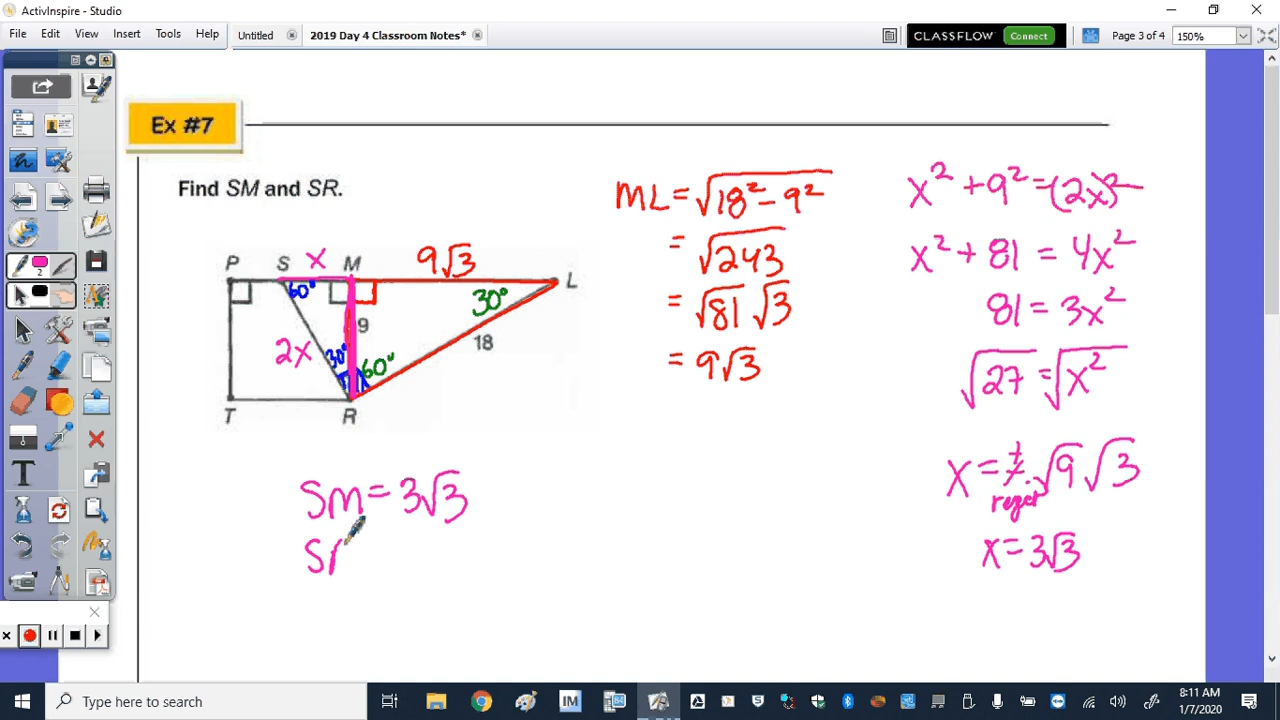 ActivInspire - Studio
File Edit View Insert Tools Help Untitled 2019 Day 4 Classroom Notes* CLASSFLOW Connect Page 3 of 4 150%
Ex #7
Find SM and SR.
P S x M 9√3 L
60° 30°
9
2x 30° 60° 18
T R
SM = 3√3
Sr
ML = √18² - 9²
= √243
= √81 √3
= 9√3
x² + 9² = (2x)²
x² + 81 = 4x²
81 = 3x²
√27 = √x²
x = ± √9 √3
reject
x = 3√3
2
T
Type here to search
IM
8:11 AM
1/7/2020